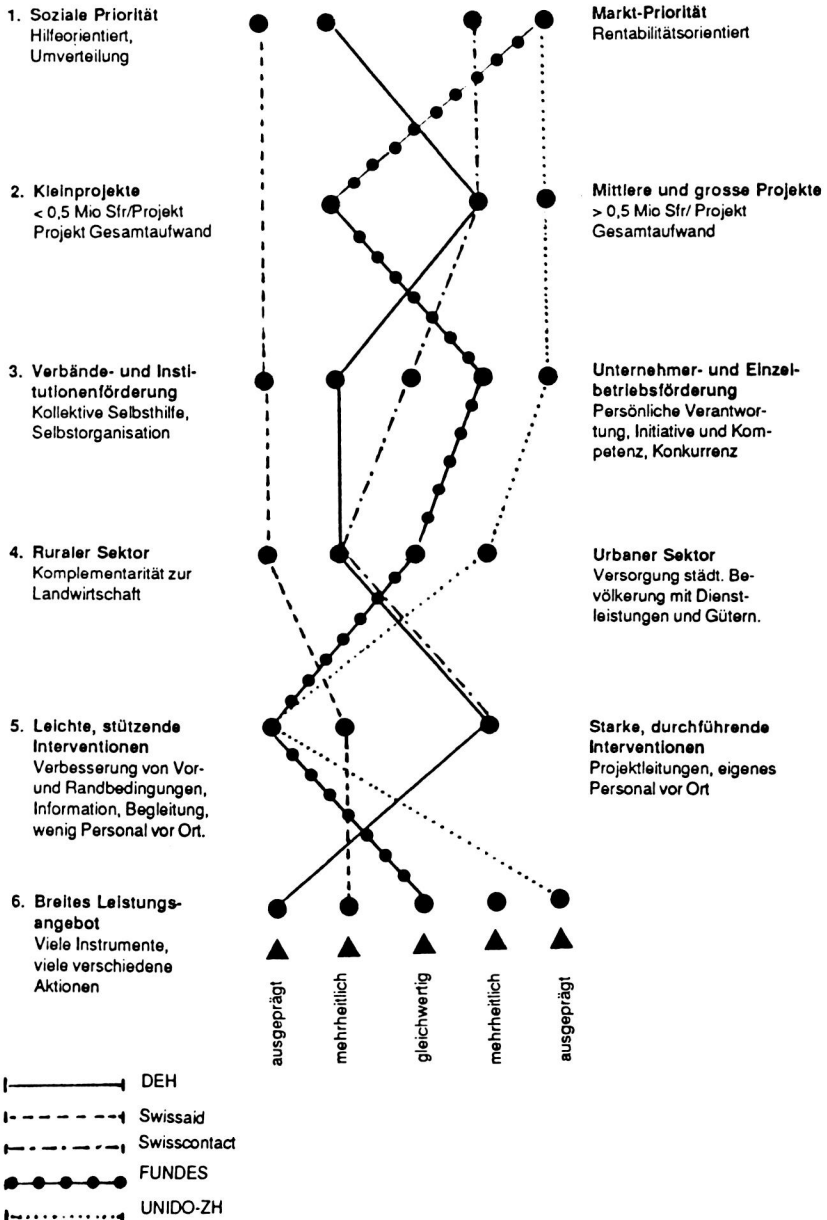 1. Soziale Priorität
Hilfeorientiert,
Umverteilung
Markt-Priorität
Rentabilitätsorientiert
2. Kleinprojekte
< 0,5 Mio Sfr/Projekt
Projekt Gesamtaufwand
Mittlere und grosse Projekte
> 0,5 Mio Sfr/ Projekt
Gesamtaufwand
3. Verbände- und Insti-
tutionenförderung
Kollektive Selbsthilfe,
Selbstorganisation
Unternehmer- und Einzel-
betriebsförderung
Persönliche Verantwor-
tung, Initiative und Kom-
petenz, Konkurrenz
4. Ruraler Sektor
Komplementarität zur
Landwirtschaft
Urbaner Sektor
Versorgung städt. Be-
völkerung mit Dienst-
leistungen und Gütern.
5. Leichte, stützende
Interventionen
Verbesserung von Vor-
und Randbedingungen,
Information, Begleitung,
wenig Personal vor Ort.
Starke, durchführende
Interventionen
Projektleitungen, eigenes
Personal vor Ort
6. Breites Leistungs-
angebot
Viele Instrumente,
viele verschiedene
Aktionen
ausgeprägt
mehrheitlich
gleichwertig
mehrheitlich
ausgeprägt
DEH
Swissaid
Swisscontact
FUNDES
UNIDO-ZH